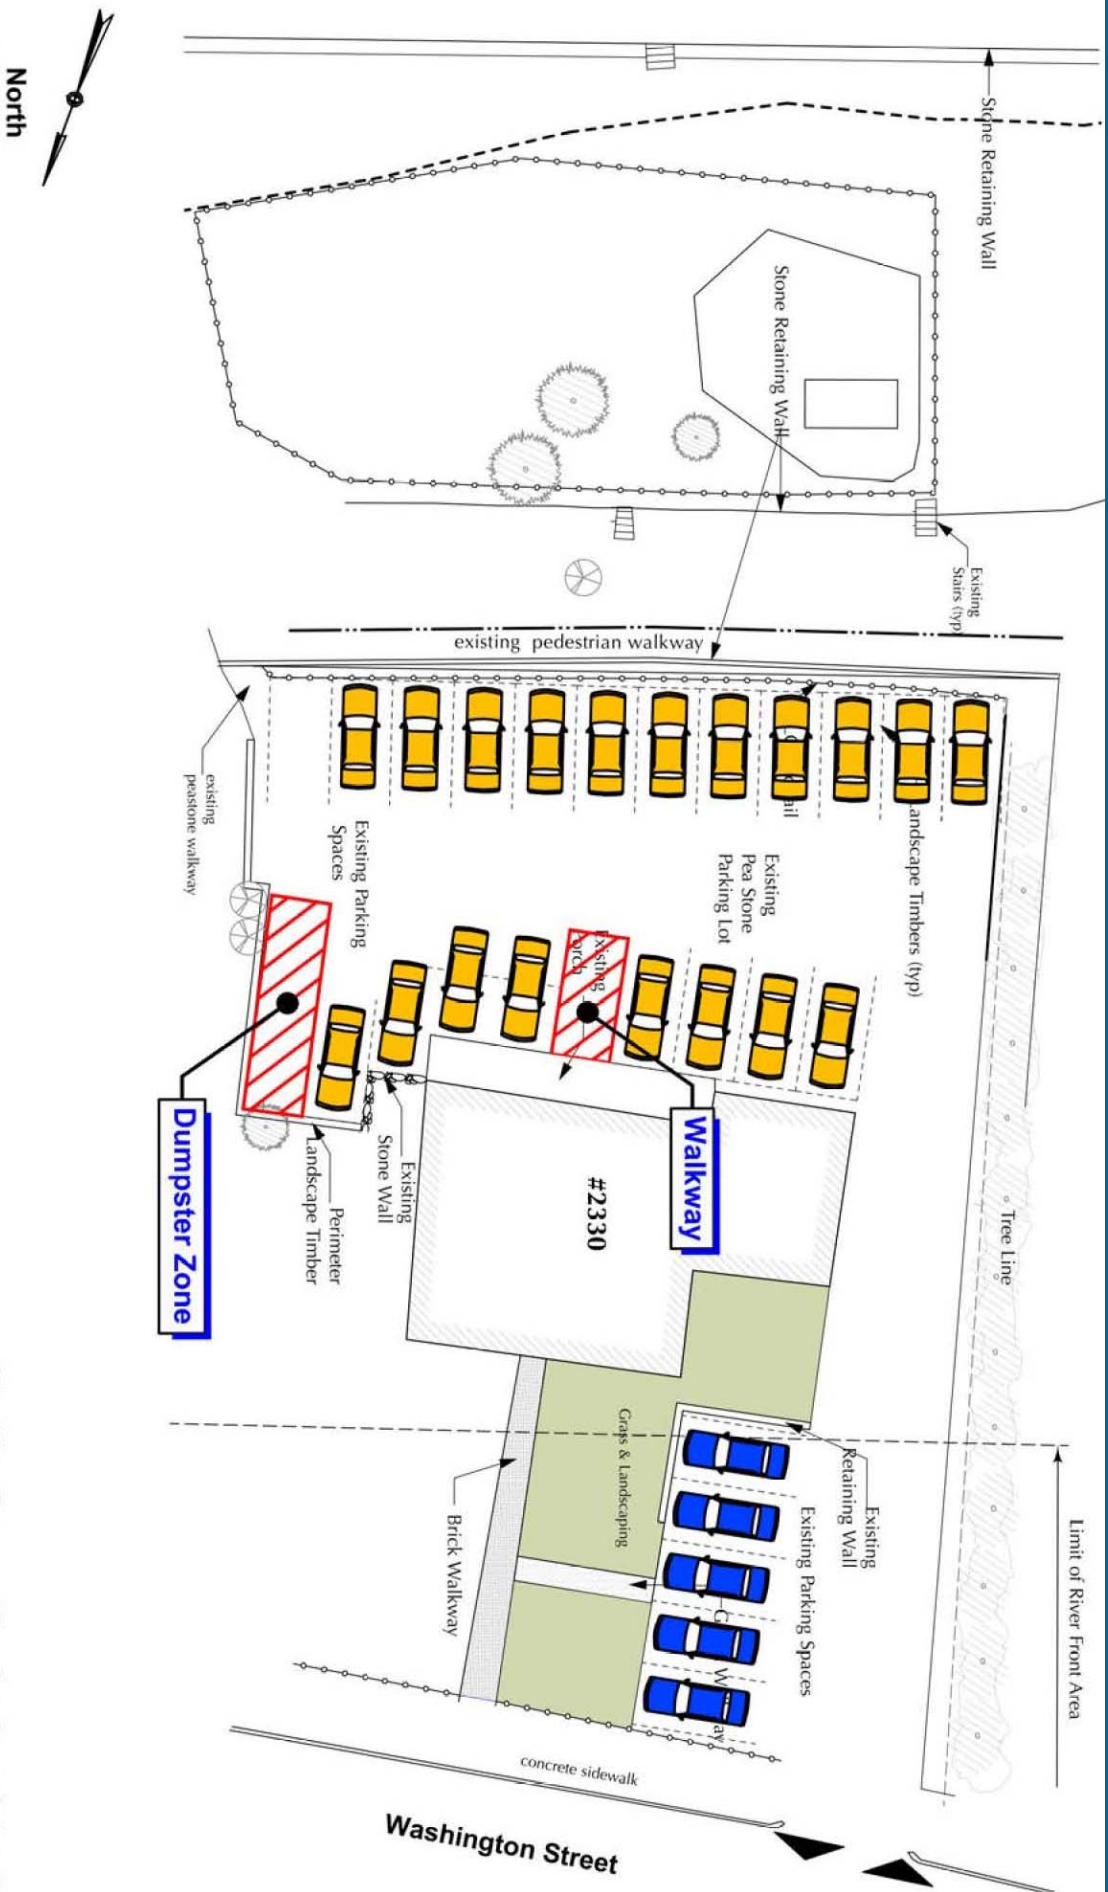 North
Stone Retaining Wall
Stone Retaining Wall
Existing
Stairs (typ)
existing pedestrian walkway
existing
peastone walkway
Existing Parking
Spaces
Existing
Pea Stone
Parking Lot
Landscape Timbers (typ)
Existing
Porch
Walkway
Dumpster Zone
Existing
Stone Wall
Perimeter
Landscape Timber
#2330
Tree Line
Grass & Landscaping
Existing
Retaining Wall
Existing Parking Spaces
Limit of River Front Area
Brick Walkway
concrete sidewalk
Washington Street